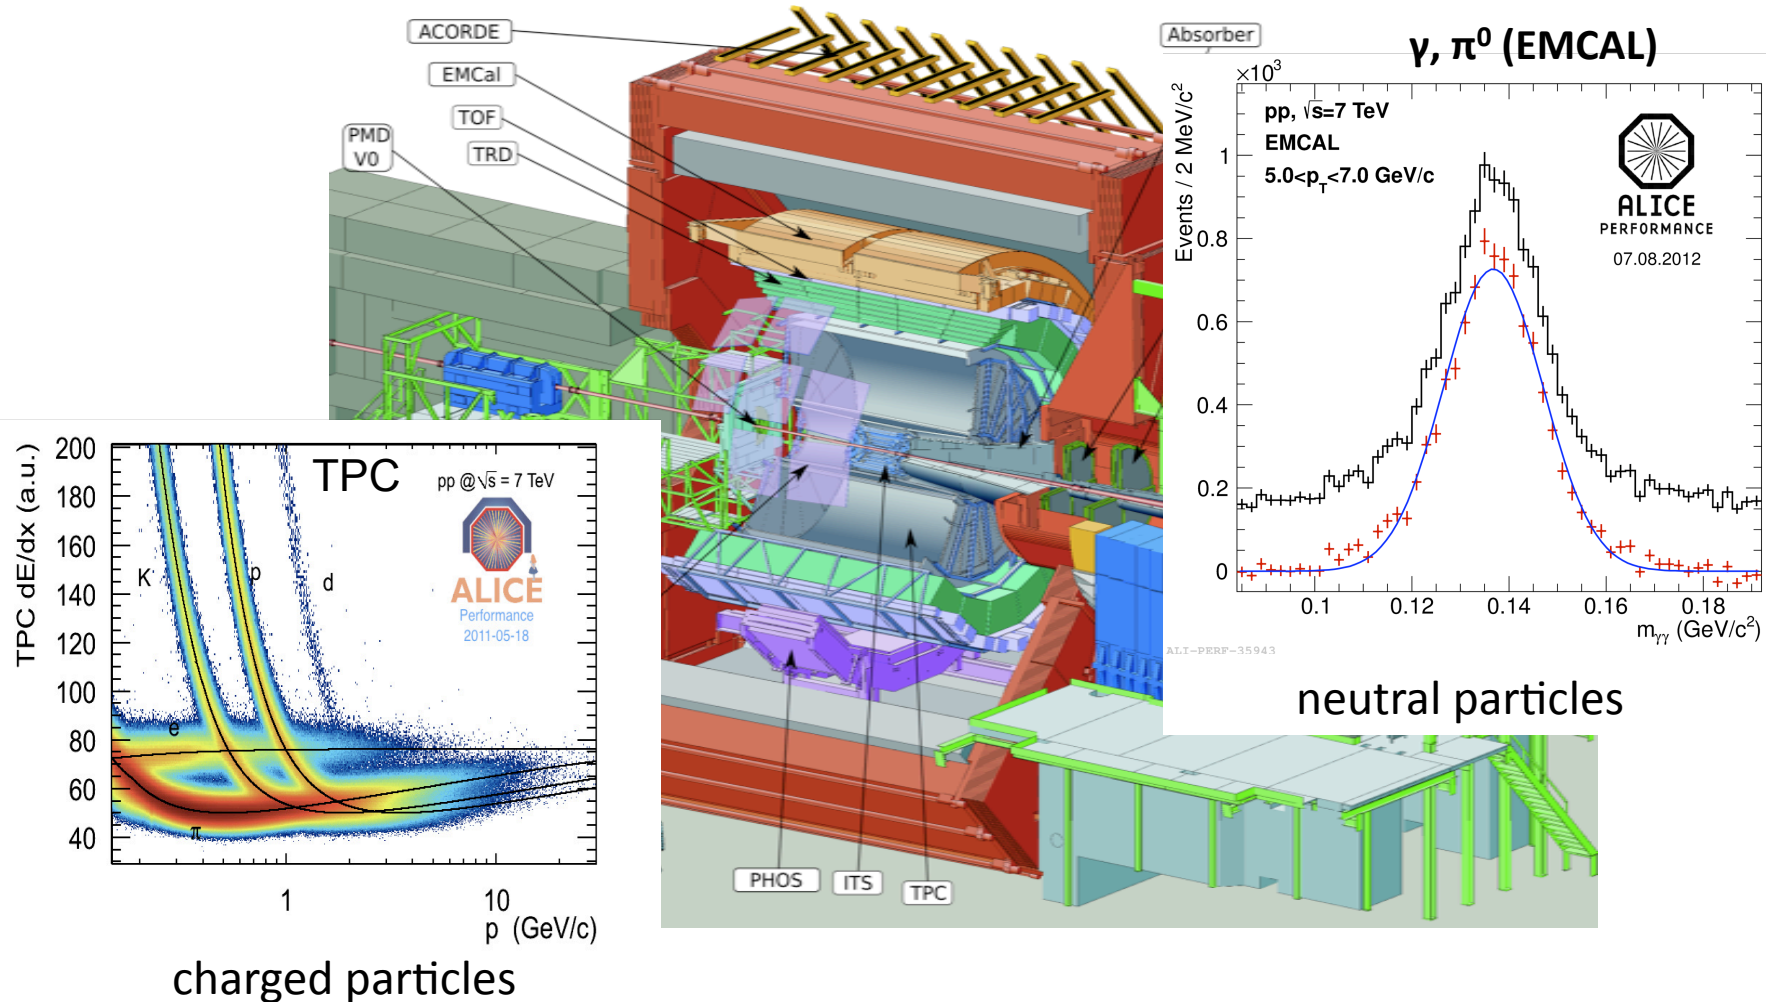 ACORDE
EMCal
TOF
TRD
PMD
V0
Absorber
PHOS
ITS
TPC
γ, π⁰ (EMCAL)
×10³
pp, √s=7 TeV
EMCAL
5.0<p_T<7.0 GeV/c
ALICE
PERFORMANCE
07.08.2012
Events / 2 MeV/c²
1
0.8
0.6
0.4
0.2
0
0.1 0.12 0.14 0.16 0.18
m_γγ (GeV/c²)
ALI-PERF-35943
neutral particles
TPC
pp @ √s = 7 TeV
ALICE
Performance
2011-05-18
TPC dE/dx (a.u.)
200
180
160
140
120
100
80
60
40
K
p
d
e
π
1 10
p (GeV/c)
charged particles